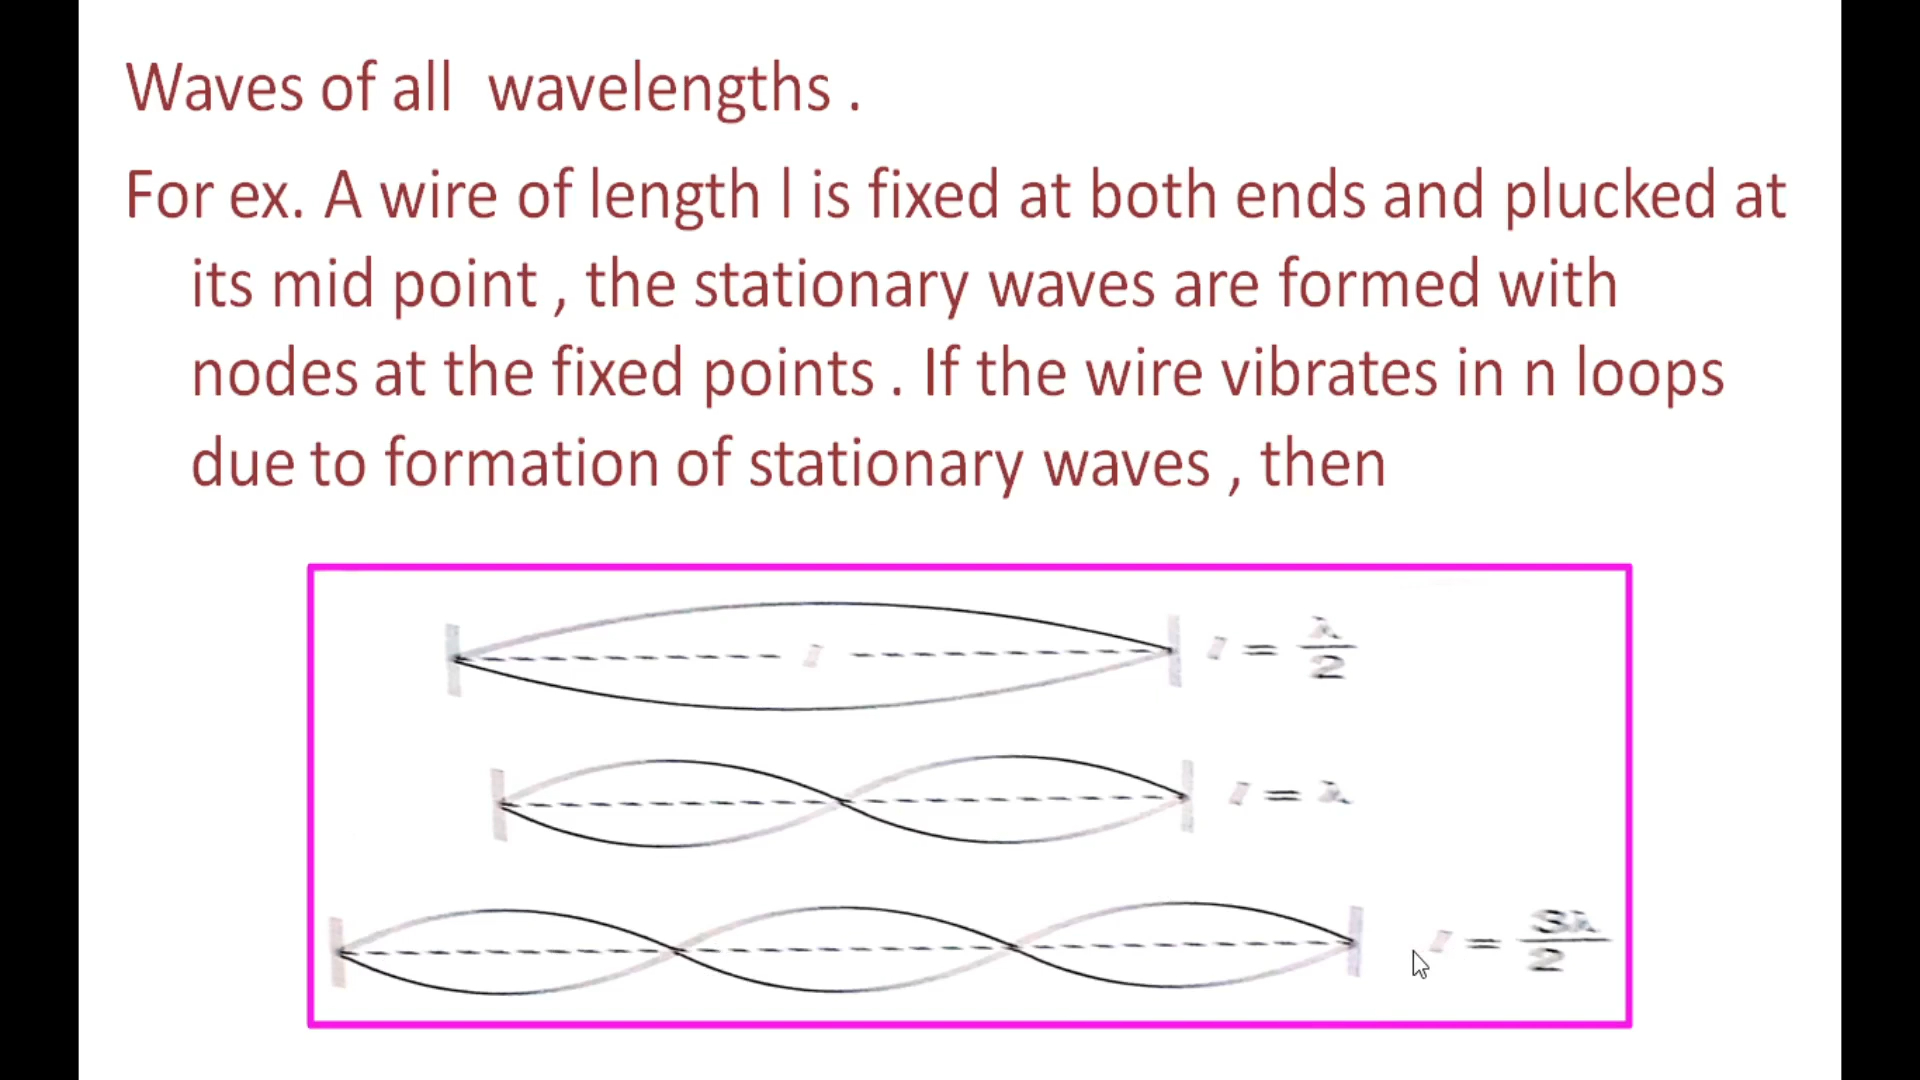 Waves of all  wavelengths .
For ex. A wire of length l is fixed at both ends and plucked at
its mid point , the stationary waves are formed with
nodes at the fixed points . If the wire vibrates in n loops
due to formation of stationary waves , then
l
l = λ/2
l = λ
l = 3λ/2